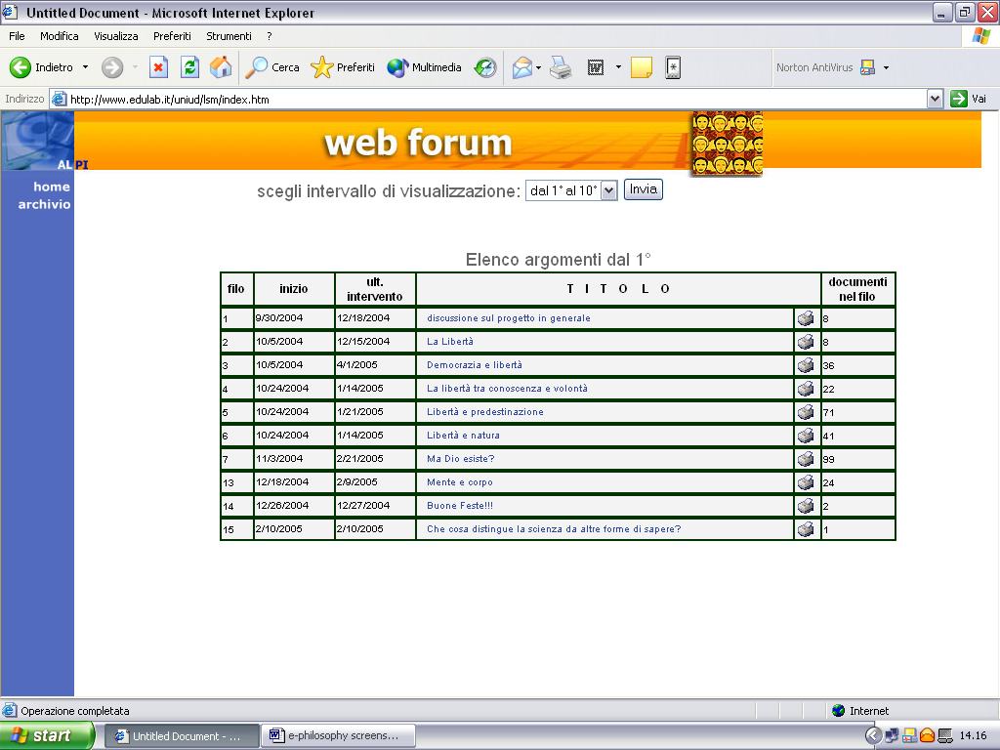 Untitled Document - Microsoft Internet Explorer
File Modifica Visualizza Preferiti Strumenti ?
Indietro Cerca Preferiti Multimedia Norton AntiVirus
Indirizzo http://www.edulab.it/uniud/lsm/index.htm Vai
web forum
ALPI
home
archivio
scegli intervallo di visualizzazione: dal 1° al 10° Invia
Elenco argomenti dal 1°
filo inizio ult. intervento T I T O L O documenti nel filo
1 9/30/2004 12/18/2004 discussione sul progetto in generale 8
2 10/5/2004 12/15/2004 La Libertà 8
3 10/5/2004 4/1/2005 Democrazia e libertà 36
4 10/24/2004 1/14/2005 La libertà tra conoscenza e volontà 22
5 10/24/2004 1/21/2005 Libertà e predestinazione 71
6 10/24/2004 1/14/2005 Libertà e natura 41
7 11/3/2004 2/21/2005 Ma Dio esiste? 99
13 12/18/2004 2/9/2005 Mente e corpo 24
14 12/26/2004 12/27/2004 Buone Feste!!! 2
15 2/10/2005 2/10/2005 Che cosa distingue la scienza da altre forme di sapere? 1
Operazione completata Internet
start Untitled Document - ... e-philosophy screens... 14.16